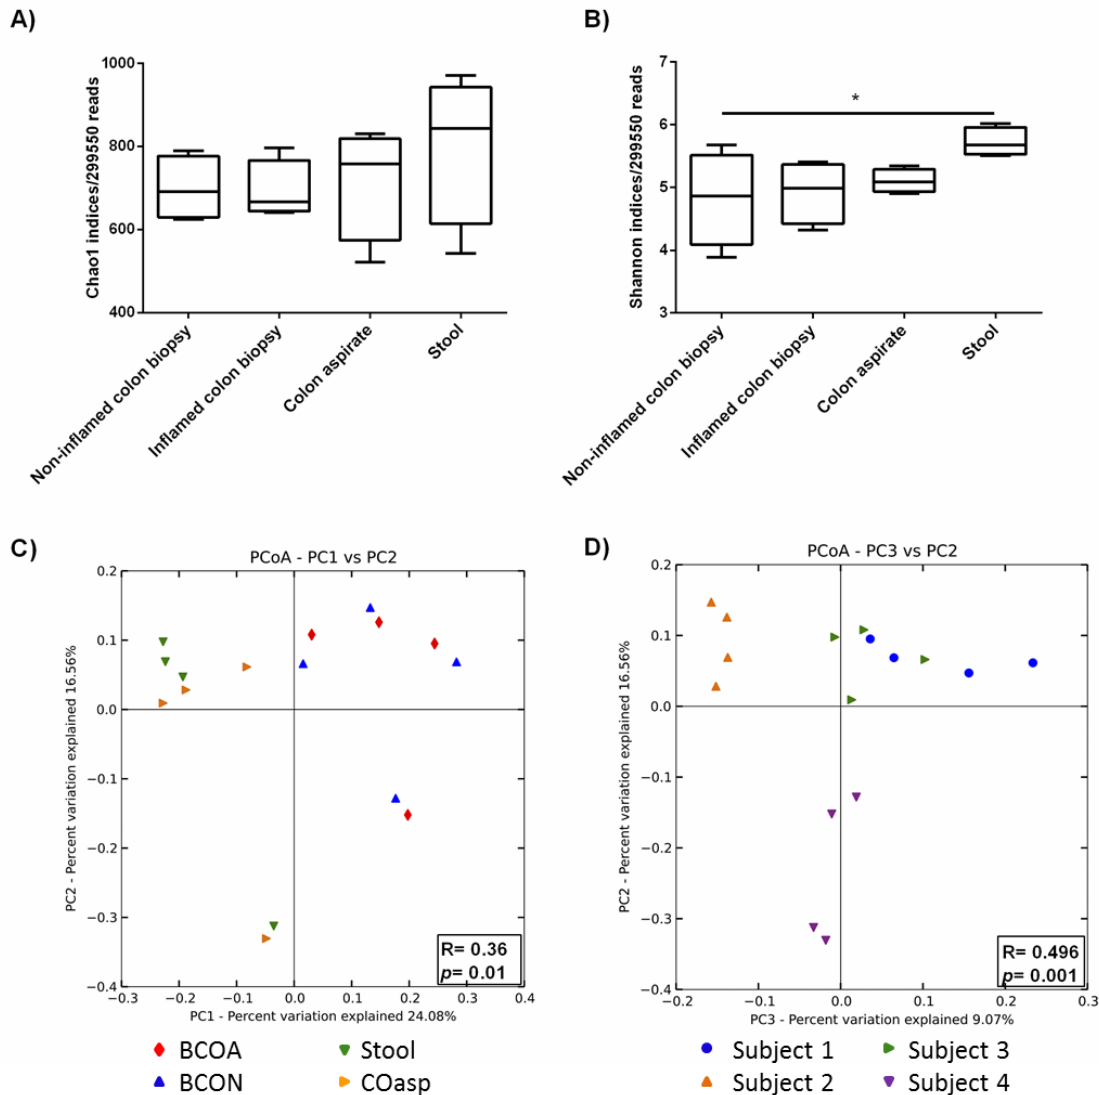 A)
Chao1 indices/299550 reads
1000
800
600
400
Non-inflamed colon biopsy
Inflamed colon biopsy
Colon aspirate
Stool
B)
Shannon indices/299550 reads
7
6
5
4
3
*
Non-inflamed colon biopsy
Inflamed colon biopsy
Colon aspirate
Stool
C)
PCoA - PC1 vs PC2
PC2 - Percent variation explained 16.56%
0.2
0.1
0.0
−0.1
−0.2
−0.3
−0.4
R= 0.36
p= 0.01
−0.3 −0.2 −0.1 0.0 0.1 0.2 0.3 0.4
PC1 - Percent variation explained 24.08%
BCOA
Stool
BCON
COasp
D)
PCoA - PC3 vs PC2
PC2 - Percent variation explained 16.56%
0.2
0.1
0.0
−0.1
−0.2
−0.3
−0.4
R= 0.496
p= 0.001
−0.2 −0.1 0.0 0.1 0.2 0.3
PC3 - Percent variation explained 9.07%
Subject 1
Subject 3
Subject 2
Subject 4